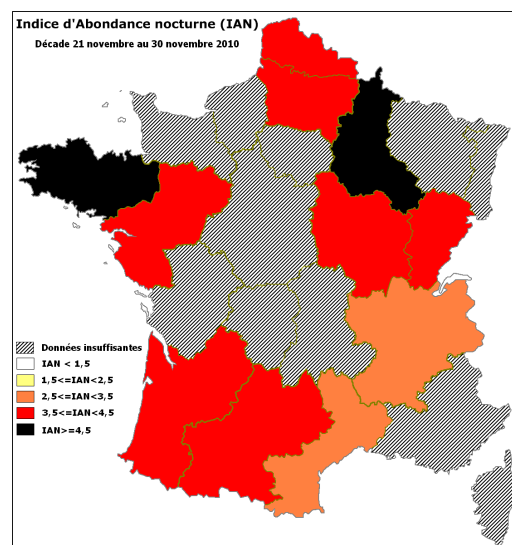 Indice d'Abondance nocturne (IAN)
Décade 21 novembre au 30 novembre 2010
Données insuffisantes
IAN < 1,5
1,5<=IAN<2,5
2,5<=IAN<3,5
3,5<=IAN<4,5
IAN>=4,5